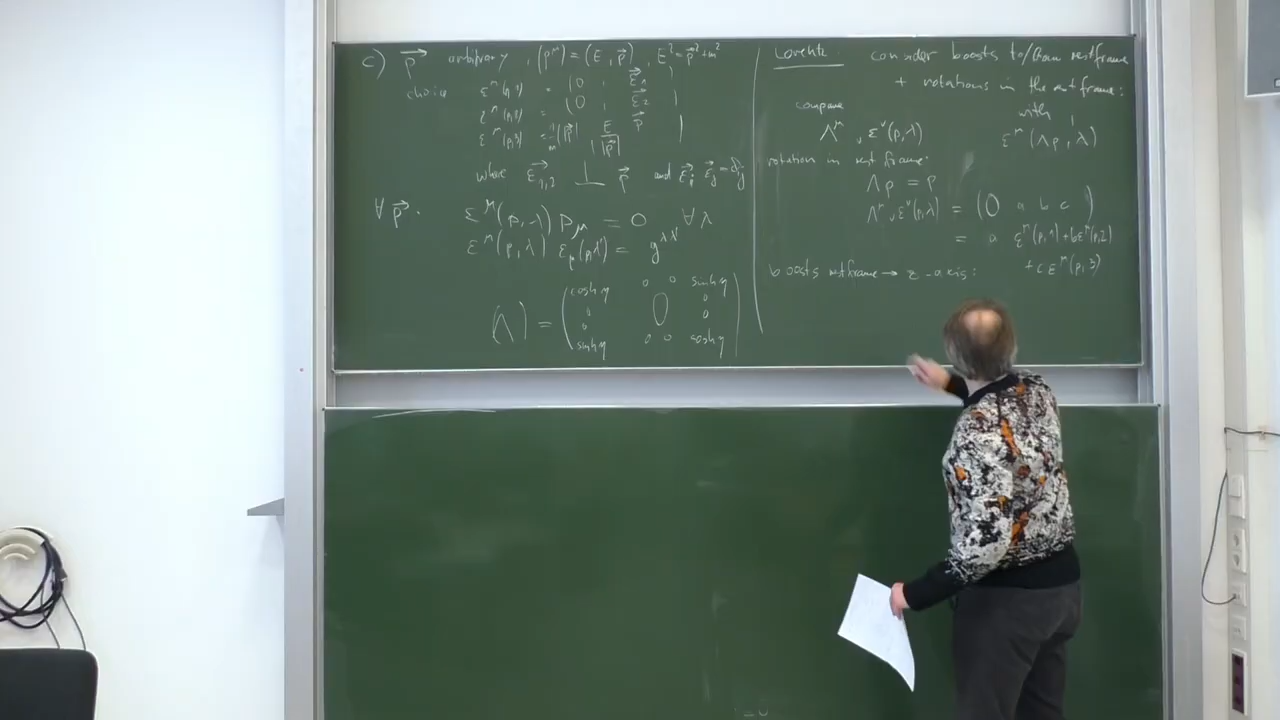 c) p⃗ arbitrary, (p^μ) = (E, p⃗), E² = p⃗² + m²
choice ε^μ(p,1) = (0, ε⃗₁)
ε^μ(p,2) = (0, ε⃗₂)
ε^μ(p,3) = 1/m (|p⃗|, E p⃗/|p⃗|)
where ε⃗₁,₂ ⊥ p⃗ and ε⃗ᵢ ε⃗ⱼ = δᵢⱼ
∀ p⃗: ε^μ(p,λ) p_μ = 0 ∀ λ
ε^μ(p,λ) ε_μ(p,λ') = g^λλ'
(Λ) = ( cosh η 0 0 sinh η
0 0 0
0 0
sinh η 0 0 cosh η )
consider boosts to/from restframe
+ rotations in the restframe:
compare Λ^μ_ν ε^ν(p,λ) with ε^μ(Λp, λ)
rotation in rest frame:
Λp = p
Λ^μ_ν ε^ν(p,λ) = (0 a b c)
= a ε^μ(p,1) + b ε^μ(p,2)
+ c ε^μ(p,3)
boosts restframe → z-axis: